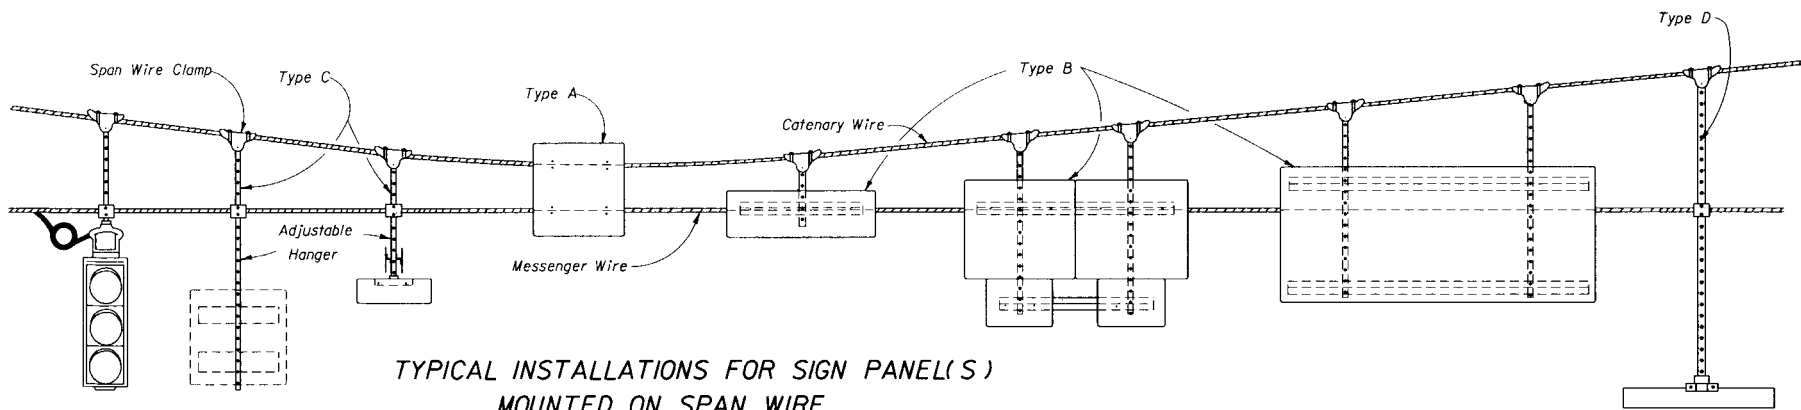 Type D
Span Wire Clamp
Type C
Type B
Type A
Catenary Wire
Adjustable
Hanger
Messenger Wire
TYPICAL INSTALLATIONS FOR SIGN PANEL(S)
MOUNTED ON SPAN WIRE